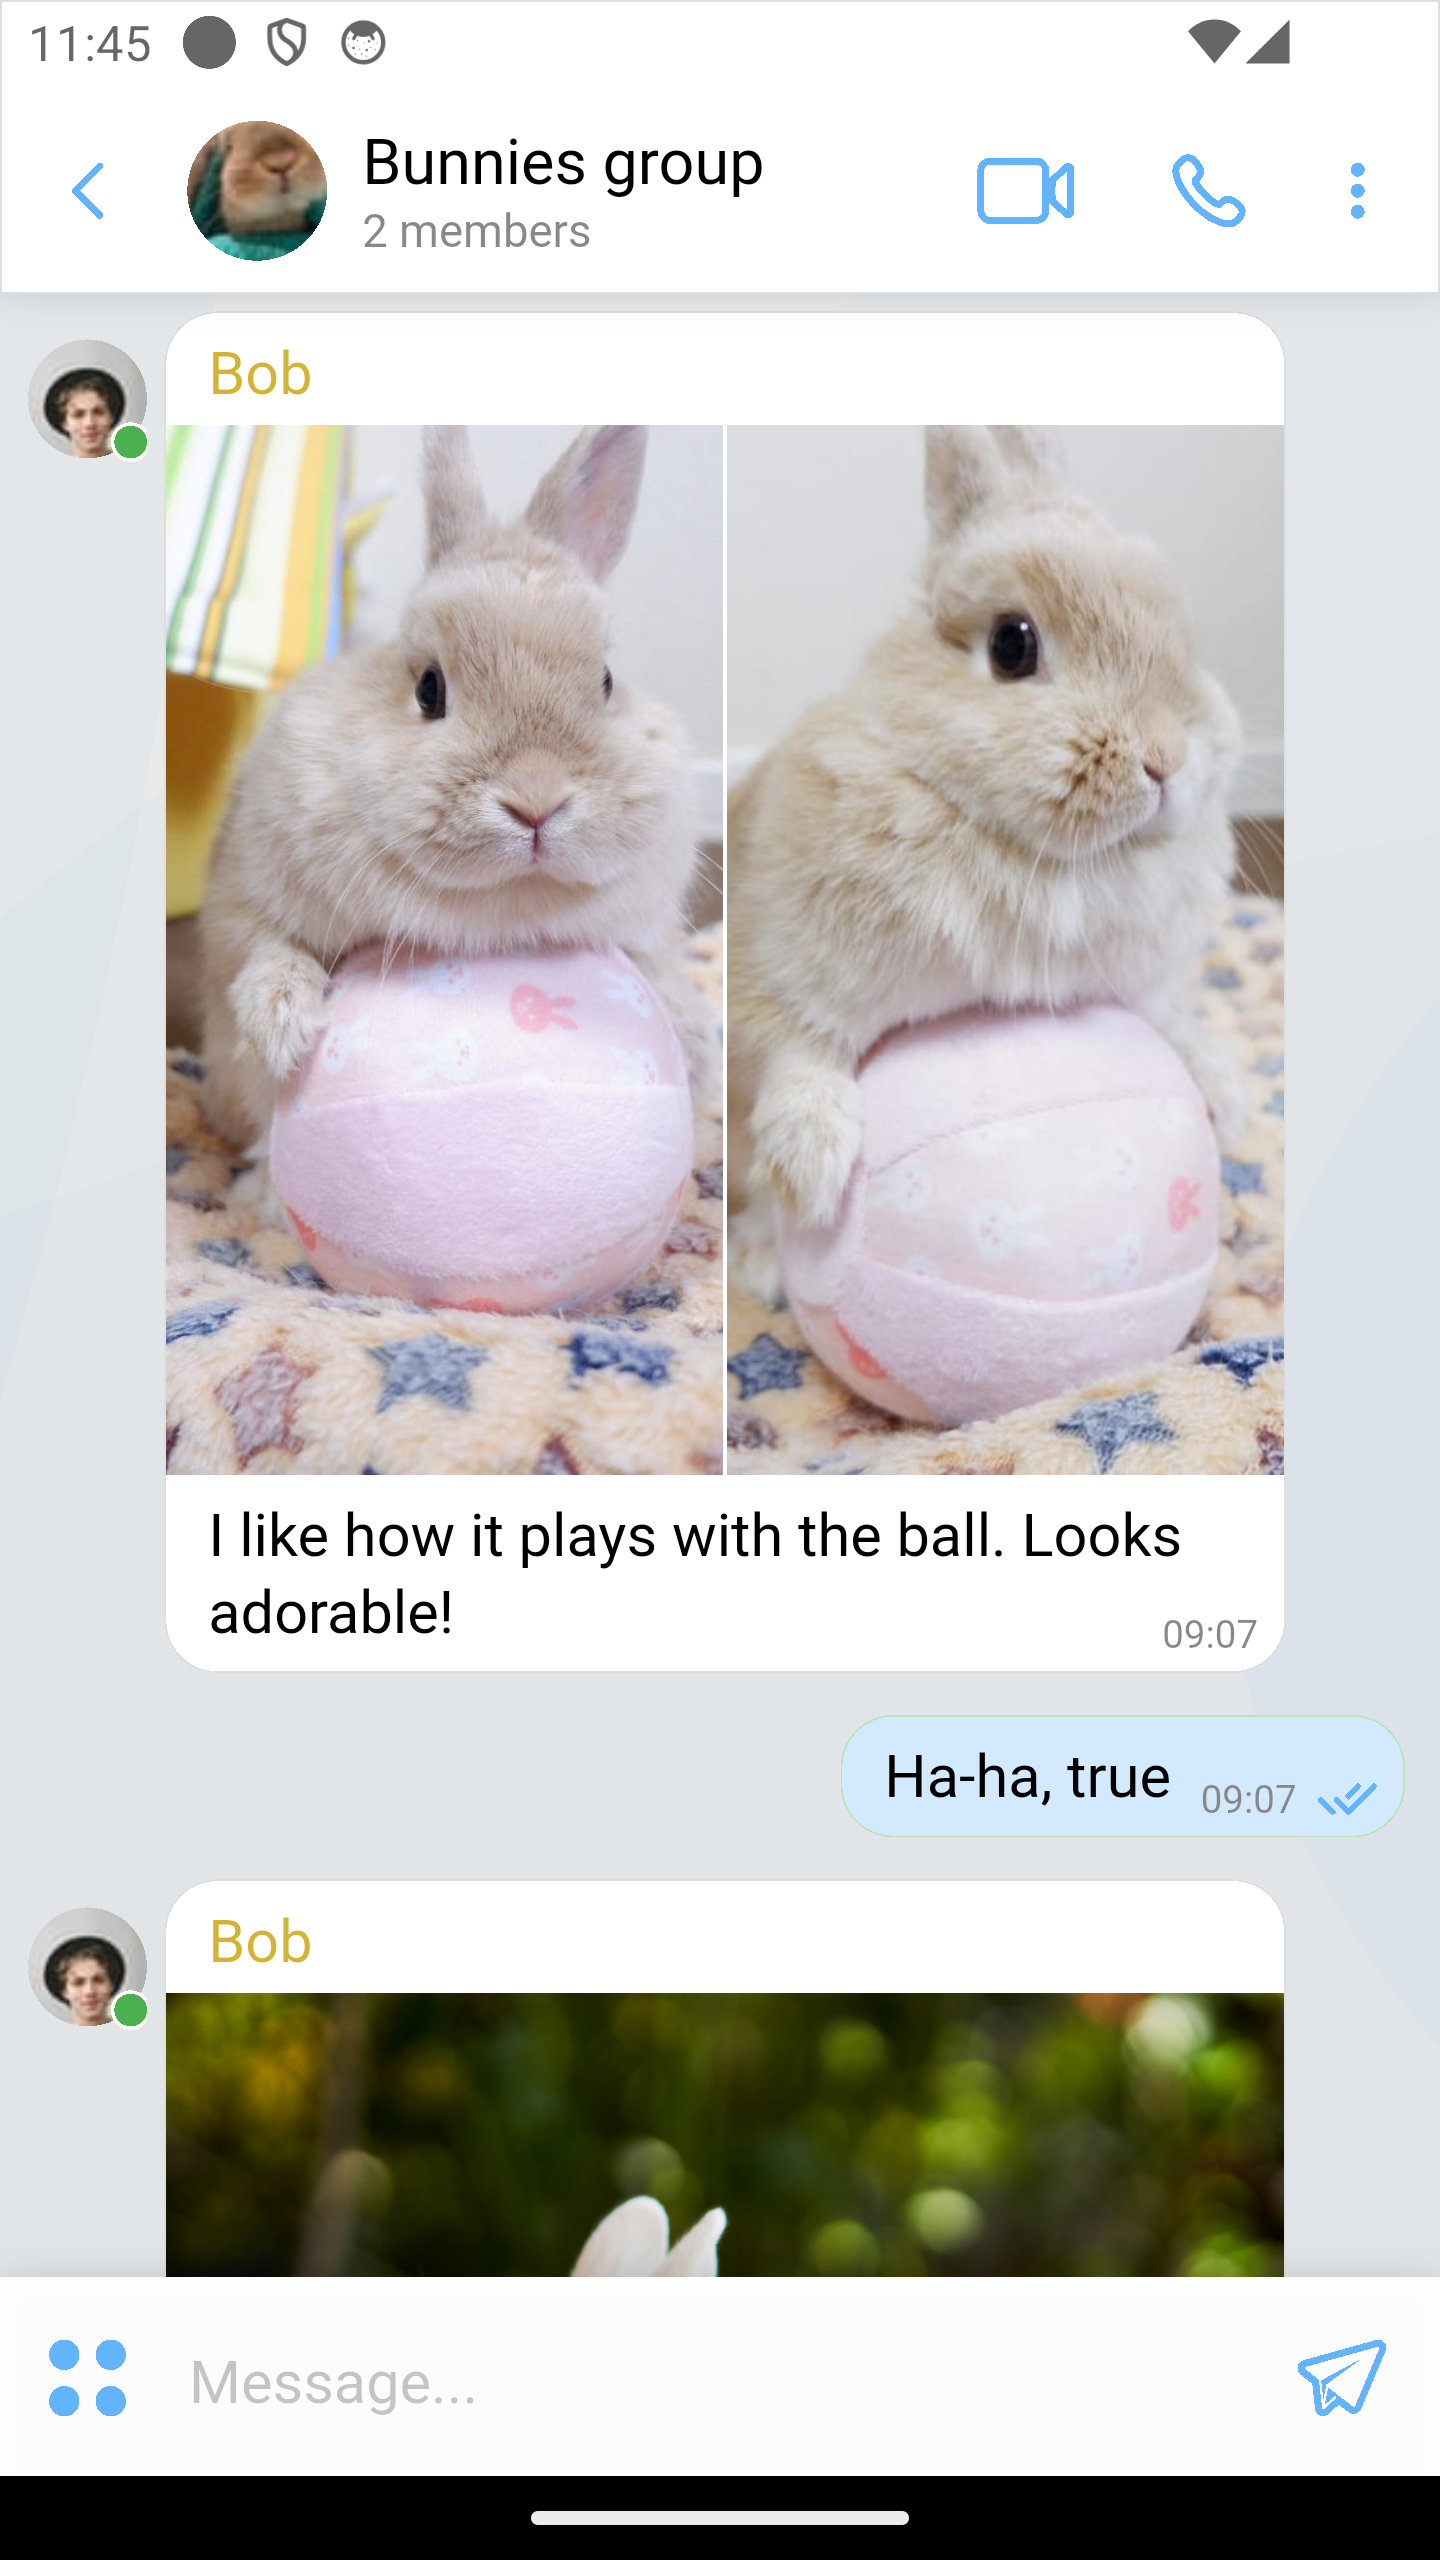 11:45
Bunnies group
2 members
Bob
I like how it plays with the ball. Looks
adorable!
09:07
Ha-ha, true
09:07
Bob
Message...